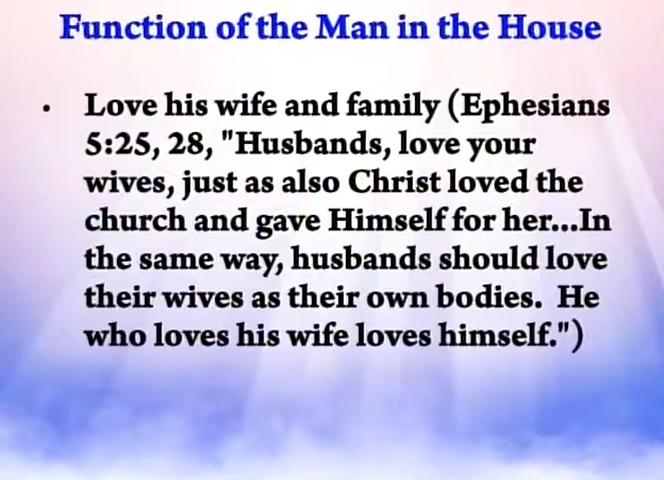 Function of the Man in the House
• Love his wife and family (Ephesians
5:25, 28, "Husbands, love your
wives, just as also Christ loved the
church and gave Himself for her...In
the same way, husbands should love
their wives as their own bodies.  He
who loves his wife loves himself.")